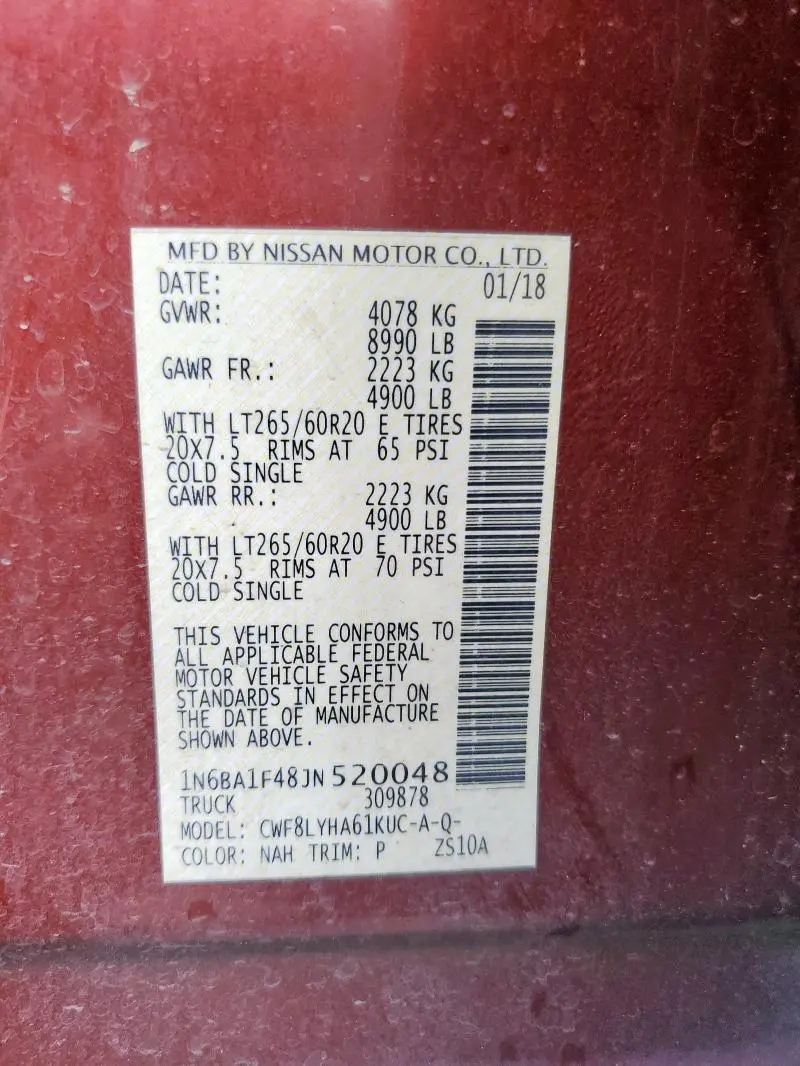 MFD BY NISSAN MOTOR CO., LTD.
DATE: 01/18
GVWR: 4078 KG
8990 LB
GAWR FR.: 2223 KG
4900 LB
WITH LT265/60R20 E TIRES
20X7.5 RIMS AT 65 PSI
COLD SINGLE
GAWR RR.: 2223 KG
4900 LB
WITH LT265/60R20 E TIRES
20X7.5 RIMS AT 70 PSI
COLD SINGLE
THIS VEHICLE CONFORMS TO
ALL APPLICABLE FEDERAL
MOTOR VEHICLE SAFETY
STANDARDS IN EFFECT ON
THE DATE OF MANUFACTURE
SHOWN ABOVE.
1N6BA1F48JN520048
TRUCK 309878
MODEL: CWF8LYHA61KUC-A-Q-
COLOR: NAH TRIM: P ZS10A